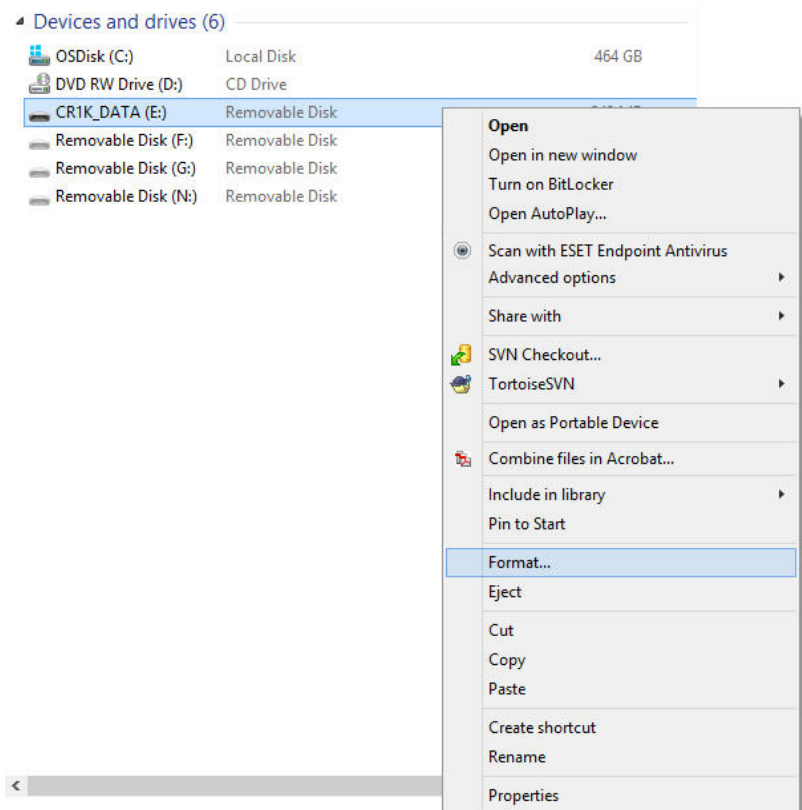 Devices and drives (6)
OSDisk (C:) Local Disk 464 GB
DVD RW Drive (D:) CD Drive
CR1K_DATA (E:) Removable Disk
Removable Disk (F:) Removable Disk
Removable Disk (G:) Removable Disk
Removable Disk (N:) Removable Disk
Open
Open in new window
Turn on BitLocker
Open AutoPlay...
Scan with ESET Endpoint Antivirus
Advanced options
Share with
SVN Checkout...
TortoiseSVN
Open as Portable Device
Combine files in Acrobat...
Include in library
Pin to Start
Format...
Eject
Cut
Copy
Paste
Create shortcut
Rename
Properties